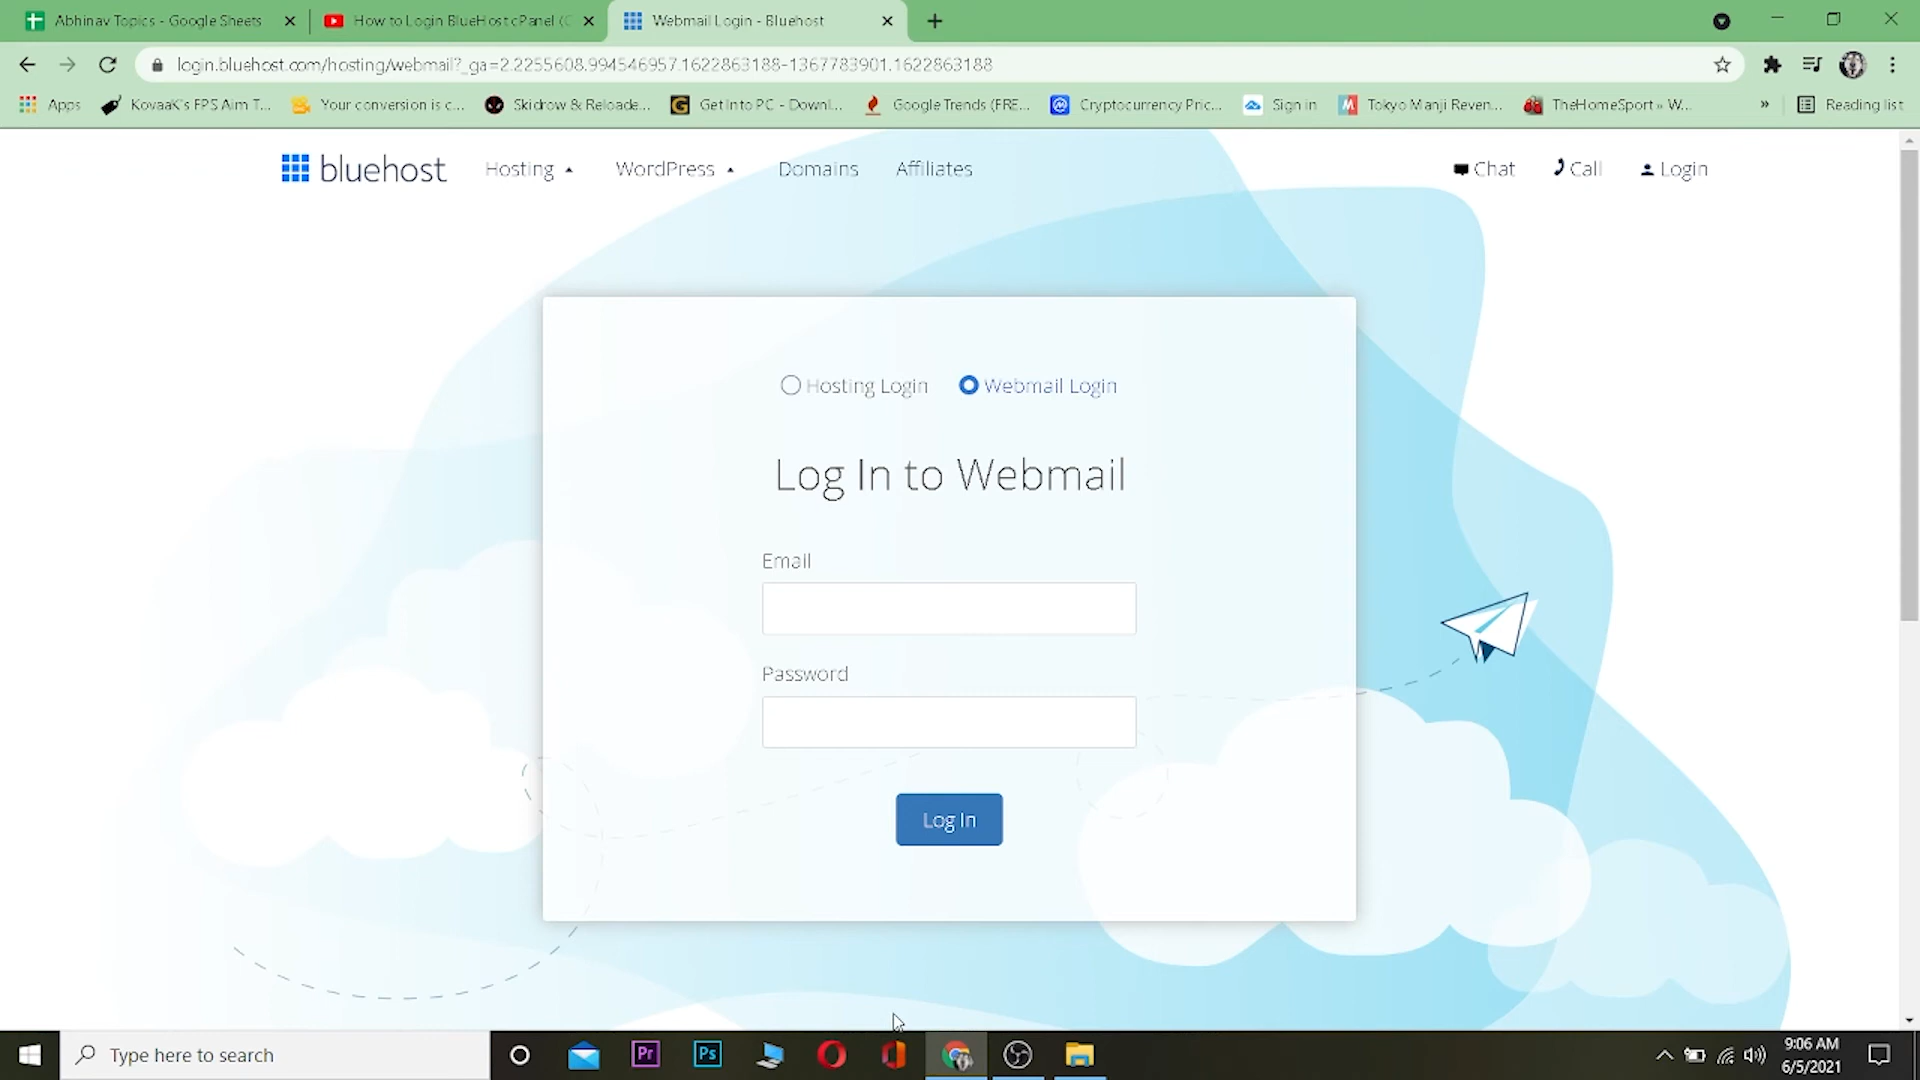 Abhinav Topics - Google Sheets
How to Login BlueHost cPanel (
Webmail Login - Bluehost
login.bluehost.com/hosting/webmail?_ga=2.2255608.994546957.1622863188-1367783901.1622863188
Apps
KovaaK's FPS Aim T...
Your conversion is c...
Skidrow & Reloade...
Get Into PC - Downl...
Google Trends (FRE...
Cryptocurrency Pric...
Sign in
Tokyo Manji Reven...
TheHomeSport » W...
»
Reading list
bluehost
Hosting
WordPress
Domains
Affiliates
Chat
Call
Login
Hosting Login
Webmail Login
Log In to Webmail
Email
Password
Log In
Type here to search
Pr
Ps
9:06 AM
6/5/2021